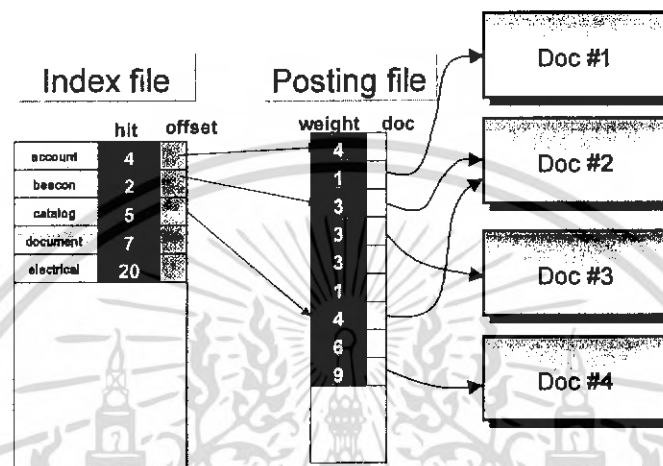 Index file
hit offset
account 4
beacon 2
catalog 5
document 7
electrical 20
Posting file
weight doc
4
1
3
3
3
1
4
6
9
Doc #1
Doc #2
Doc #3
Doc #4